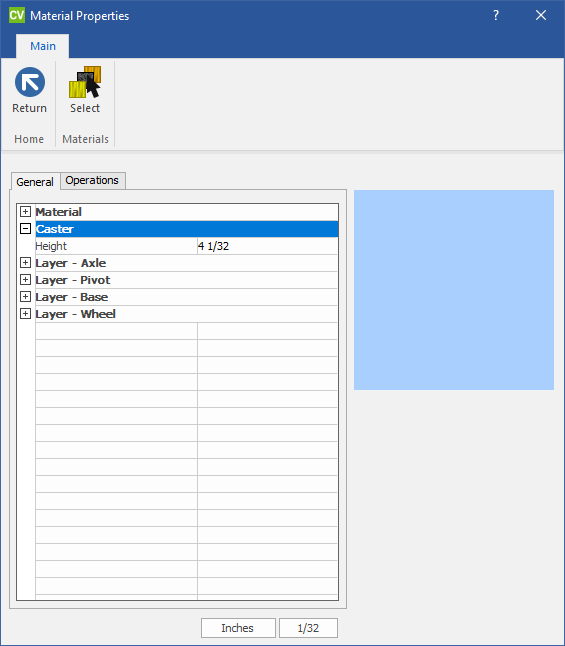 CV Material Properties ?
Main
Return Select
Home Materials
General Operations
Material
Caster
Height 4 1/32
Layer - Axle
Layer - Pivot
Layer - Base
Layer - Wheel
Inches 1/32